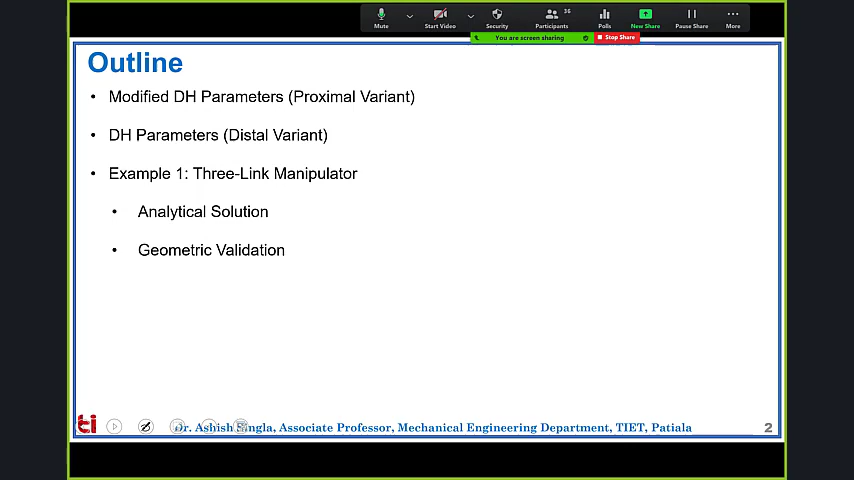 36
Mute Start Video Security Participants Polls New Share Pause Share More
You are screen sharing Stop Share
Outline
• Modified DH Parameters (Proximal Variant)
• DH Parameters (Distal Variant)
• Example 1: Three-Link Manipulator
• Analytical Solution
• Geometric Validation
ti Dr. Ashish Singla, Associate Professor, Mechanical Engineering Department, TIET, Patiala 2